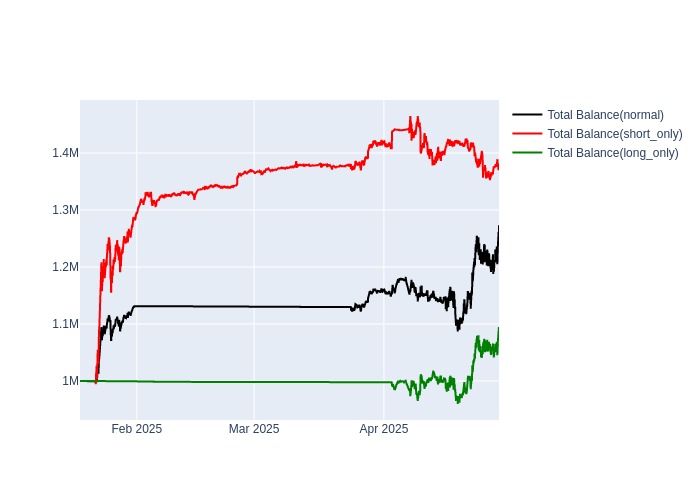 Total Balance(normal)
Total Balance(short_only)
Total Balance(long_only)
1.4M
1.3M
1.2M
1.1M
1M
Feb 2025
Mar 2025
Apr 2025